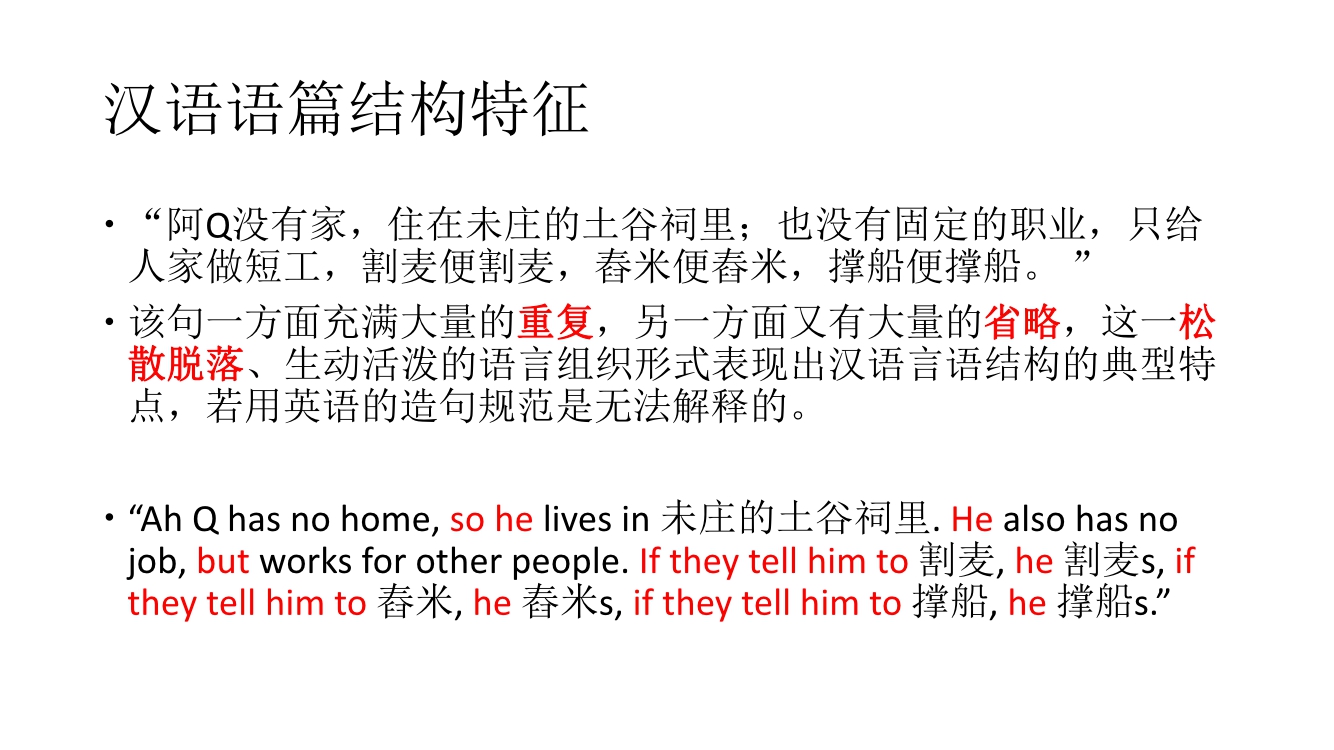 汉语语篇结构特征
• “阿Q没有家，住在未庄的土谷祠里；也没有固定的职业，只给
人家做短工，割麦便割麦，舂米便舂米，撑船便撑船。 ”
• 该句一方面充满大量的重复，另一方面又有大量的省略，这一松
散脱落、生动活泼的语言组织形式表现出汉语言语结构的典型特
点，若用英语的造句规范是无法解释的。
• “Ah Q has no home, so he lives in 未庄的土谷祠里. He also has no
job, but works for other people. If they tell him to 割麦, he 割麦s, if
they tell him to 舂米, he 舂米s, if they tell him to 撑船, he 撑船s.”